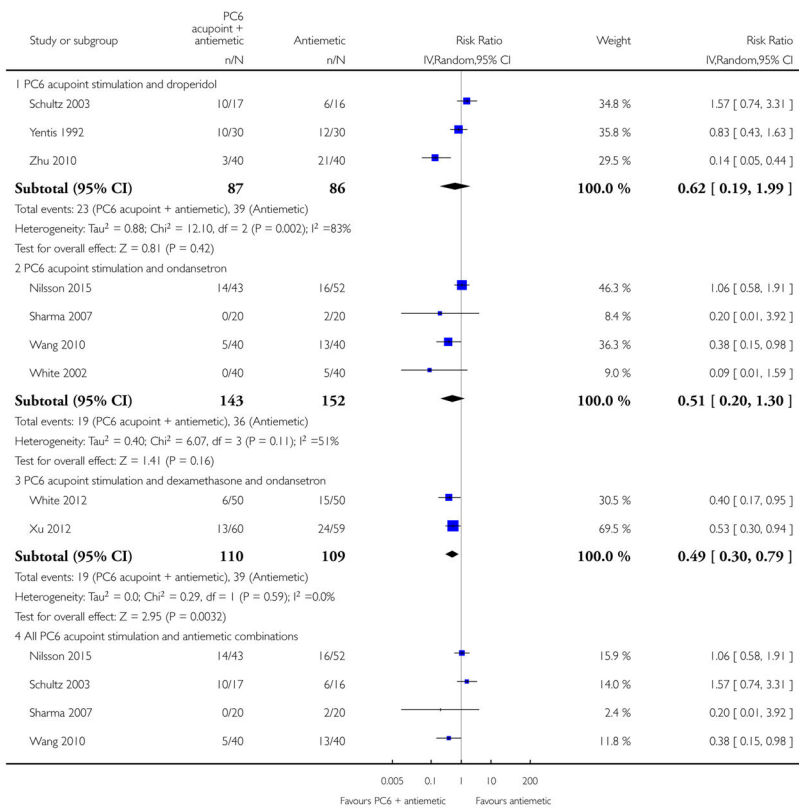 Study or subgroup PC6 acupoint + antiemetic Antiemetic Risk Ratio Weight Risk Ratio
n/N n/N IV,Random,95% CI IV,Random,95% CI
1 PC6 acupoint stimulation and droperidol
Schultz 2003 10/17 6/16 34.8 % 1.57 [ 0.74, 3.31 ]
Yentis 1992 10/30 12/30 35.8 % 0.83 [ 0.43, 1.63 ]
Zhu 2010 3/40 21/40 29.5 % 0.14 [ 0.05, 0.44 ]
Subtotal (95% CI) 87 86 100.0 % 0.62 [ 0.19, 1.99 ]
Total events: 23 (PC6 acupoint + antiemetic), 39 (Antiemetic)
Heterogeneity: Tau² = 0.88; Chi² = 12.10, df = 2 (P = 0.002); I² =83%
Test for overall effect: Z = 0.81 (P = 0.42)
2 PC6 acupoint stimulation and ondansetron
Nilsson 2015 14/43 16/52 46.3 % 1.06 [ 0.58, 1.91 ]
Sharma 2007 0/20 2/20 8.4 % 0.20 [ 0.01, 3.92 ]
Wang 2010 5/40 13/40 36.3 % 0.38 [ 0.15, 0.98 ]
White 2002 0/40 5/40 9.0 % 0.09 [ 0.01, 1.59 ]
Subtotal (95% CI) 143 152 100.0 % 0.51 [ 0.20, 1.30 ]
Total events: 19 (PC6 acupoint + antiemetic), 36 (Antiemetic)
Heterogeneity: Tau² = 0.40; Chi² = 6.07, df = 3 (P = 0.11); I² =51%
Test for overall effect: Z = 1.41 (P = 0.16)
3 PC6 acupoint stimulation and dexamethasone and ondansetron
White 2012 6/50 15/50 30.5 % 0.40 [ 0.17, 0.95 ]
Xu 2012 13/60 24/59 69.5 % 0.53 [ 0.30, 0.94 ]
Subtotal (95% CI) 110 109 100.0 % 0.49 [ 0.30, 0.79 ]
Total events: 19 (PC6 acupoint + antiemetic), 39 (Antiemetic)
Heterogeneity: Tau² = 0.0; Chi² = 0.29, df = 1 (P = 0.59); I² =0.0%
Test for overall effect: Z = 2.95 (P = 0.0032)
4 All PC6 acupoint stimulation and antiemetic combinations
Nilsson 2015 14/43 16/52 15.9 % 1.06 [ 0.58, 1.91 ]
Schultz 2003 10/17 6/16 14.0 % 1.57 [ 0.74, 3.31 ]
Sharma 2007 0/20 2/20 2.4 % 0.20 [ 0.01, 3.92 ]
Wang 2010 5/40 13/40 11.8 % 0.38 [ 0.15, 0.98 ]
0.005 0.1 1 10 200
Favours PC6 + antiemetic Favours antiemetic